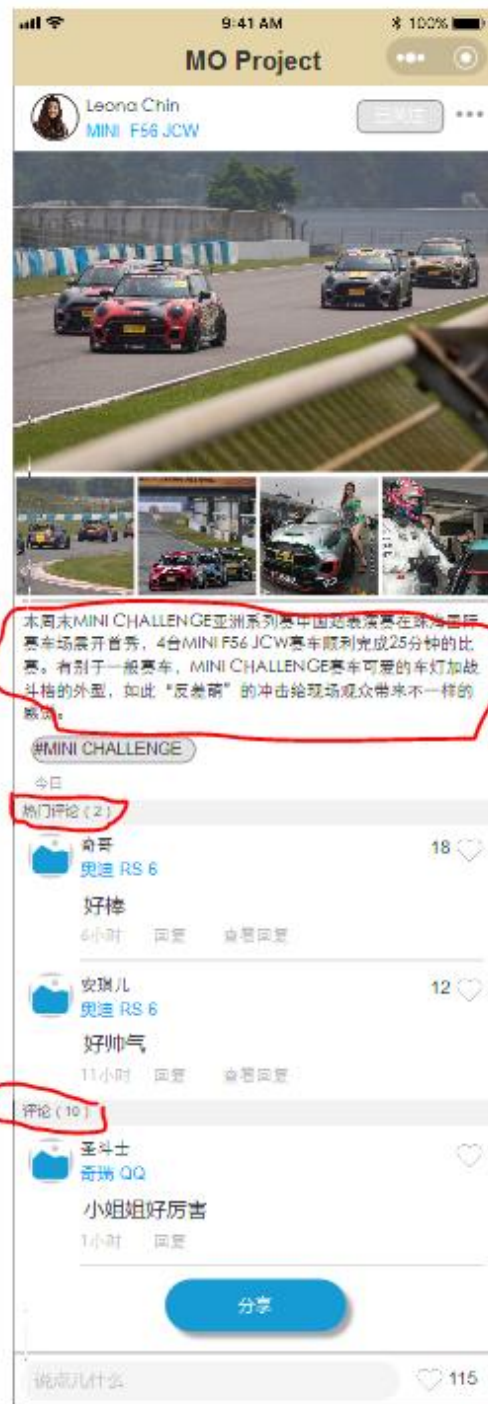 9:41 AM
100%
MO Project
Leona Chin
MINI F56 JCW
已关注
本周末MINI CHALLENGE亚洲系列赛中国站表演赛在珠海国际
赛车场展开首秀，4台MINI F56 JCW赛车顺利完成25分钟的比
赛。有别于一般赛车，MINI CHALLENGE赛车可爱的车灯加战
斗格的外型，如此“反差萌”的冲击给现场观众带来不一样的
感觉。
#MINI CHALLENGE
今日
热门评论（2）
奇哥
18
奥迪 RS 6
好棒
6小时 回复 查看回复
安琪儿
12
奥迪 RS 6
好帅气
11小时 回复 查看回复
评论（10）
圣斗士
奇瑞 QQ
小姐姐好厉害
1小时 回复
分享
说点儿什么
115